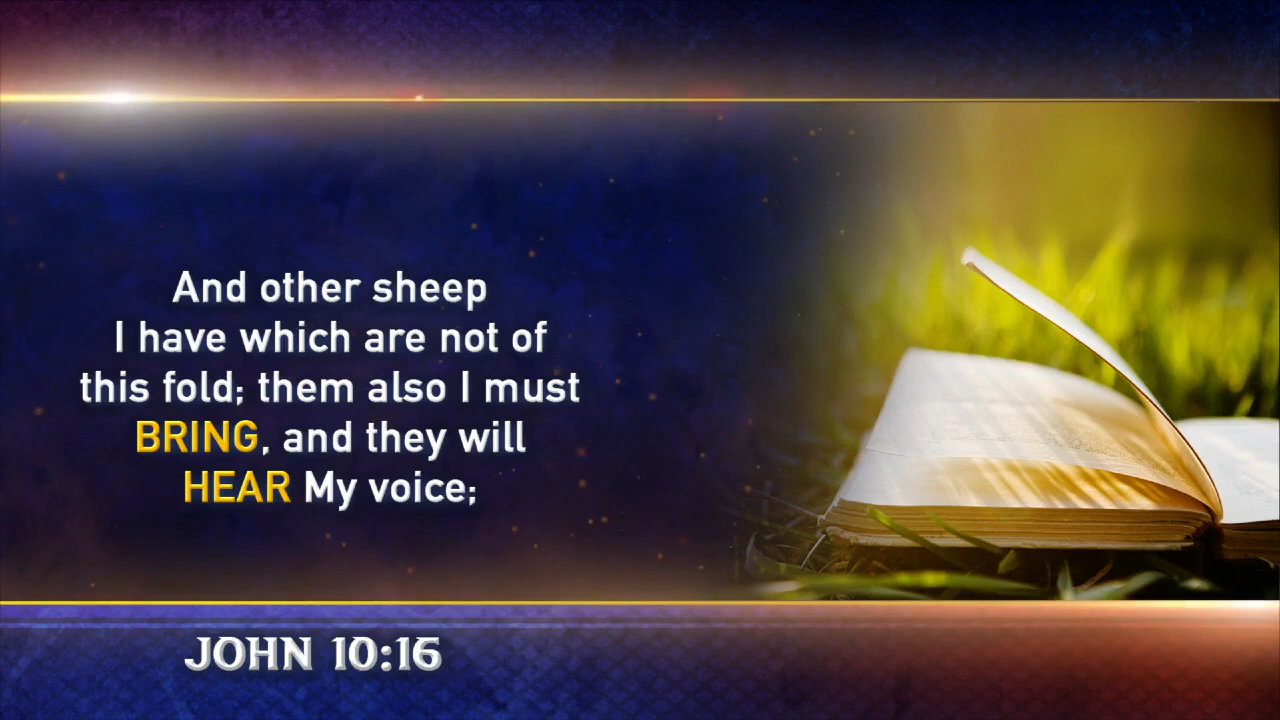 And other sheep
I have which are not of
this fold; them also I must
BRING, and they will
HEAR My voice;
JOHN 10:16